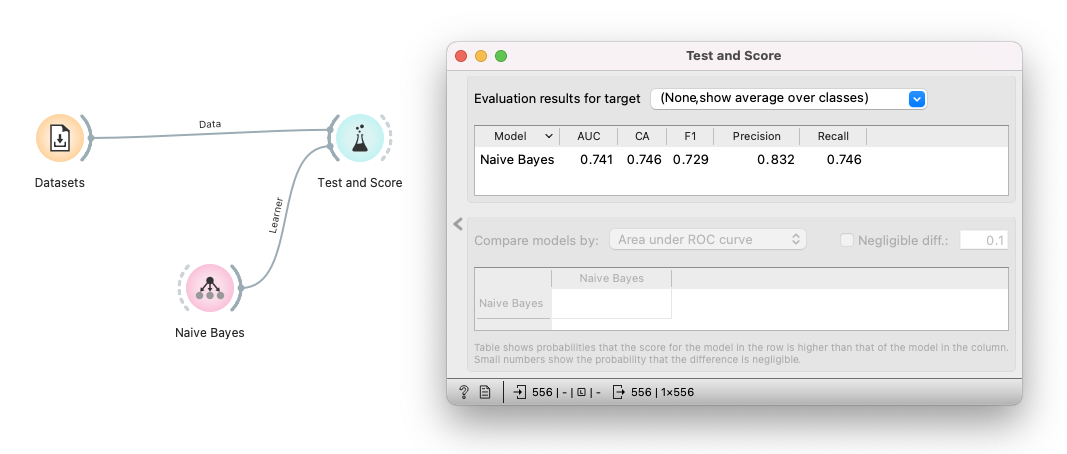 Data
Datasets
Test and Score
Learner
Naive Bayes
Test and Score
Evaluation results for target (None,show average over classes)
Model AUC CA F1 Precision Recall
Naive Bayes 0.741 0.746 0.729 0.832 0.746
Compare models by: Area under ROC curve Negligible diff.: 0.1
Naive Bayes
Naive Bayes
Table shows probabilities that the score for the model in the row is higher than that of the model in the column.
Small numbers show the probability that the difference is negligible.
? 556 | - | L | - 556 | 1×556